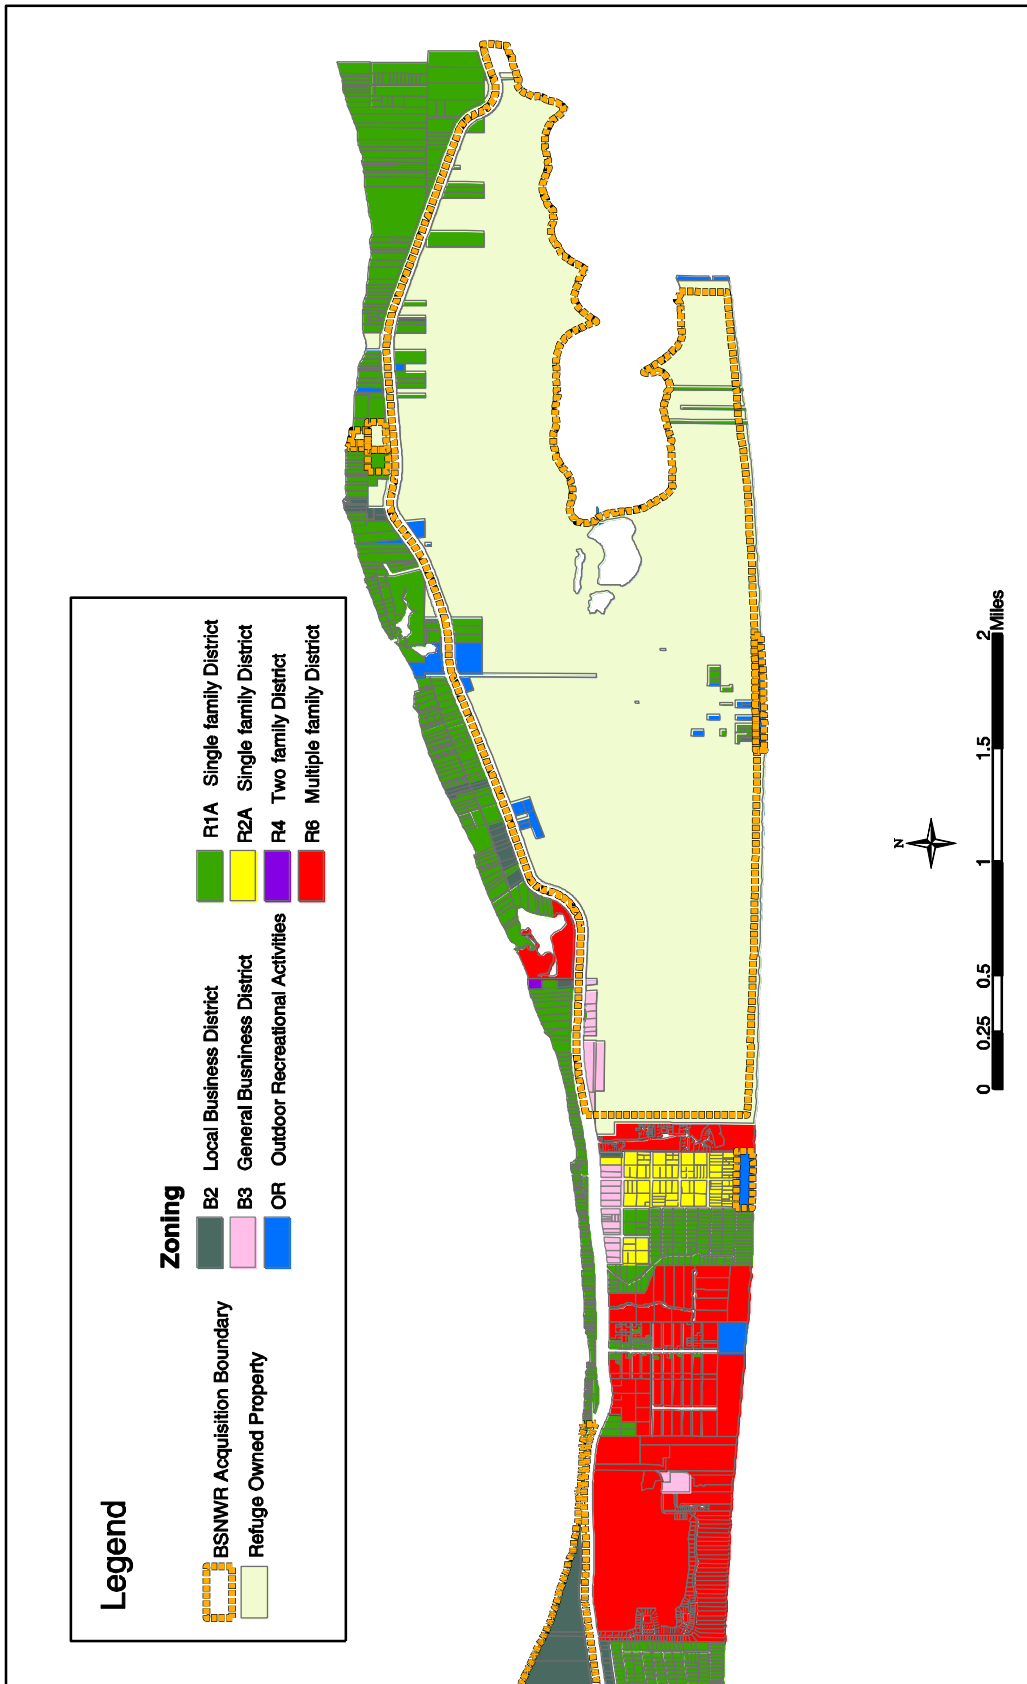 Legend
BSNWR Acquisition Boundary
Refuge Owned Property
Zoning
B2 Local Business District
B3 General Busniness District
OR Outdoor Recreational Activities
R1A Single family District
R2A Single family District
R4 Two family District
R6 Multiple family District
N
0 0.25 0.5 1 1.5 2
Miles